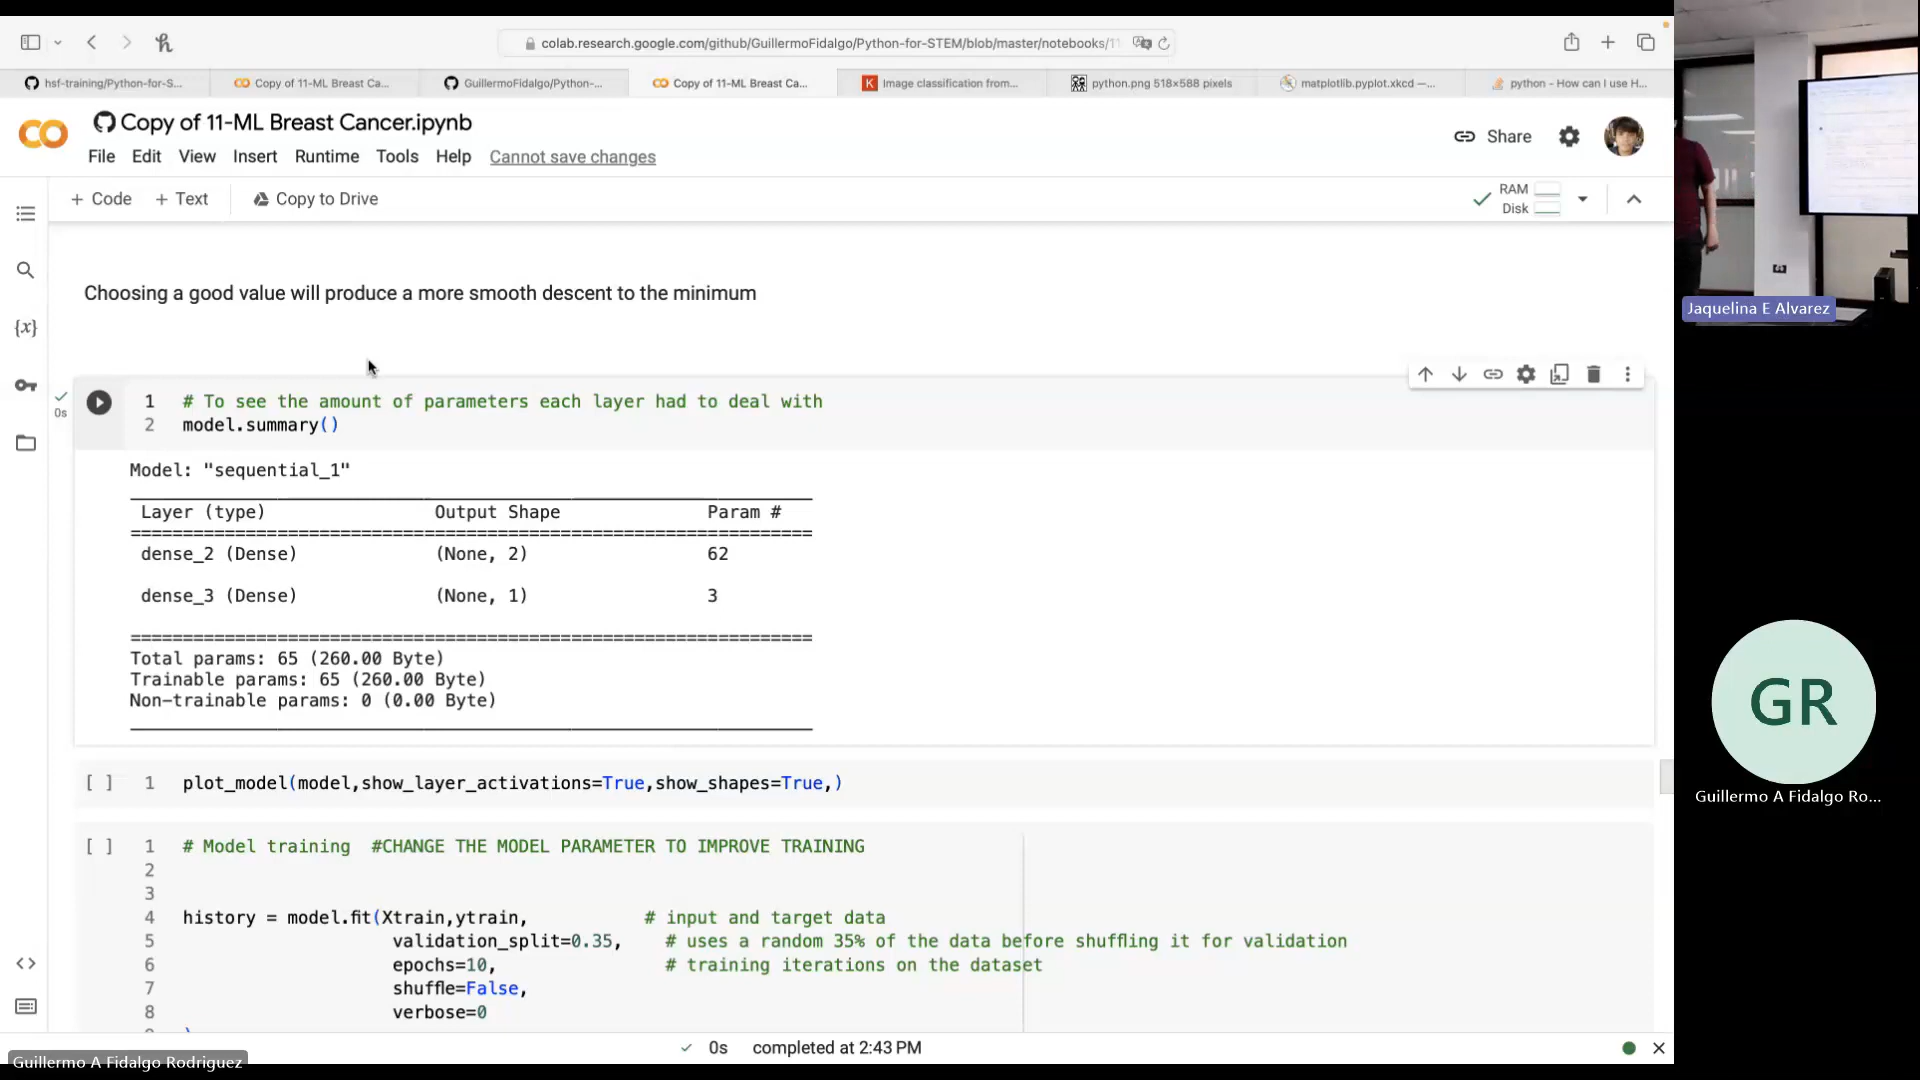 colab.research.google.com/github/GuillermoFidalgo/Python-for-STEM/blob/master/notebooks/11
hsf-training/Python-for-S...
Copy of 11-ML Breast Ca...
GuillermoFidalgo/Python-...
Copy of 11-ML Breast Ca...
Image classification from...
python.png 518×588 pixels
matplotlib.pyplot.xkcd —...
python - How can I use H...
Copy of 11-ML Breast Cancer.ipynb
File Edit View Insert Runtime Tools Help Cannot save changes
Share
+ Code + Text Copy to Drive
RAM
Disk
Choosing a good value will produce a more smooth descent to the minimum
0s
1 # To see the amount of parameters each layer had to deal with
2 model.summary()
Model: "sequential_1"
Layer (type) Output Shape Param #
=================================================================
dense_2 (Dense) (None, 2) 62
dense_3 (Dense) (None, 1) 3
=================================================================
Total params: 65 (260.00 Byte)
Trainable params: 65 (260.00 Byte)
Non-trainable params: 0 (0.00 Byte)
[ ] 1 plot_model(model,show_layer_activations=True,show_shapes=True,)
[ ] 1 # Model training #CHANGE THE MODEL PARAMETER TO IMPROVE TRAINING
2
3
4 history = model.fit(Xtrain,ytrain, # input and target data
5 validation_split=0.35, # uses a random 35% of the data before shuffling it for validation
6 epochs=10, # training iterations on the dataset
7 shuffle=False,
8 verbose=0
0s completed at 2:43 PM
Guillermo A Fidalgo Rodriguez
Jaquelina E Alvarez
GR
Guillermo A Fidalgo Ro...